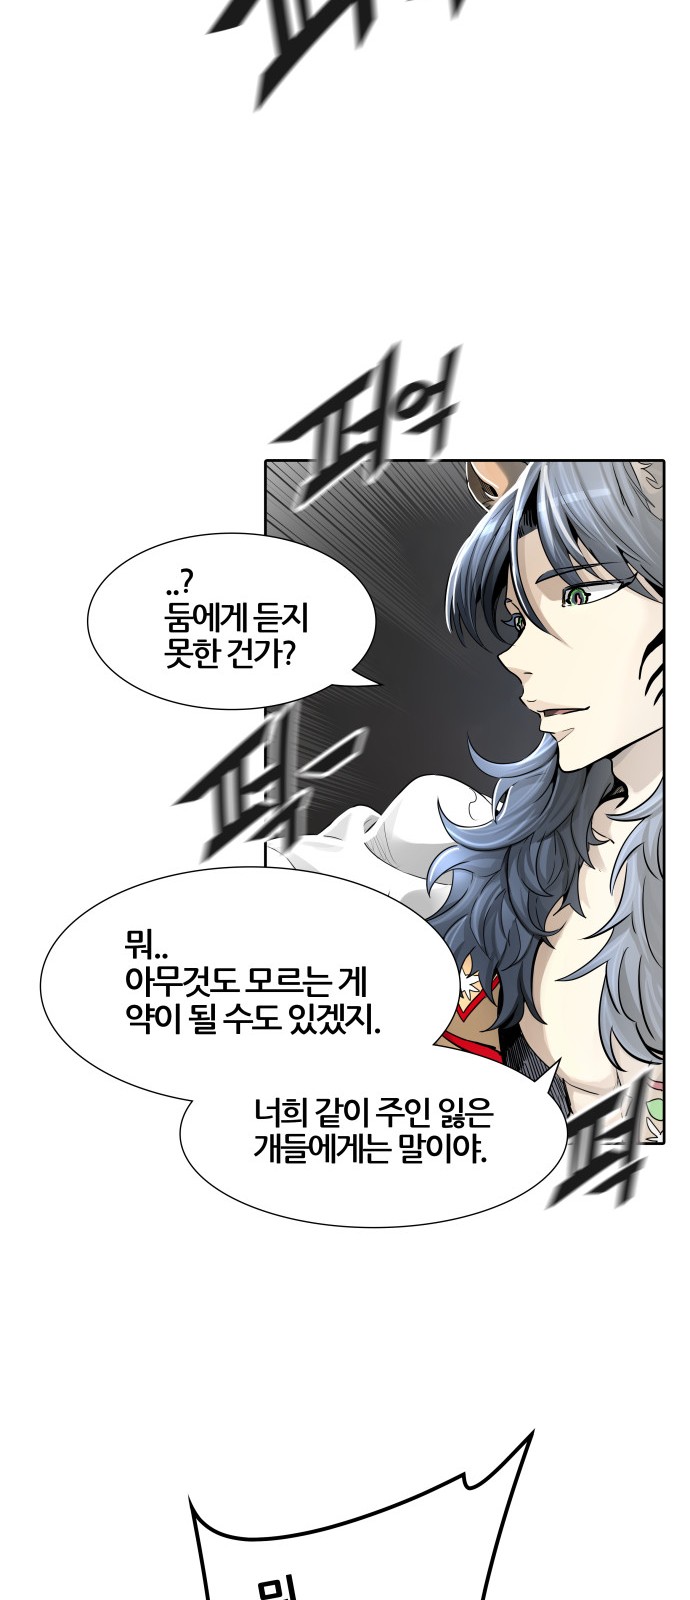 퍼억
..?
둠에게 듣지
못한 건가?
퍽
뭐..
아무것도 모르는 게
약이 될 수도 있겠지.
너희 같이 주인 잃은
개들에게는 말이야.
퍽